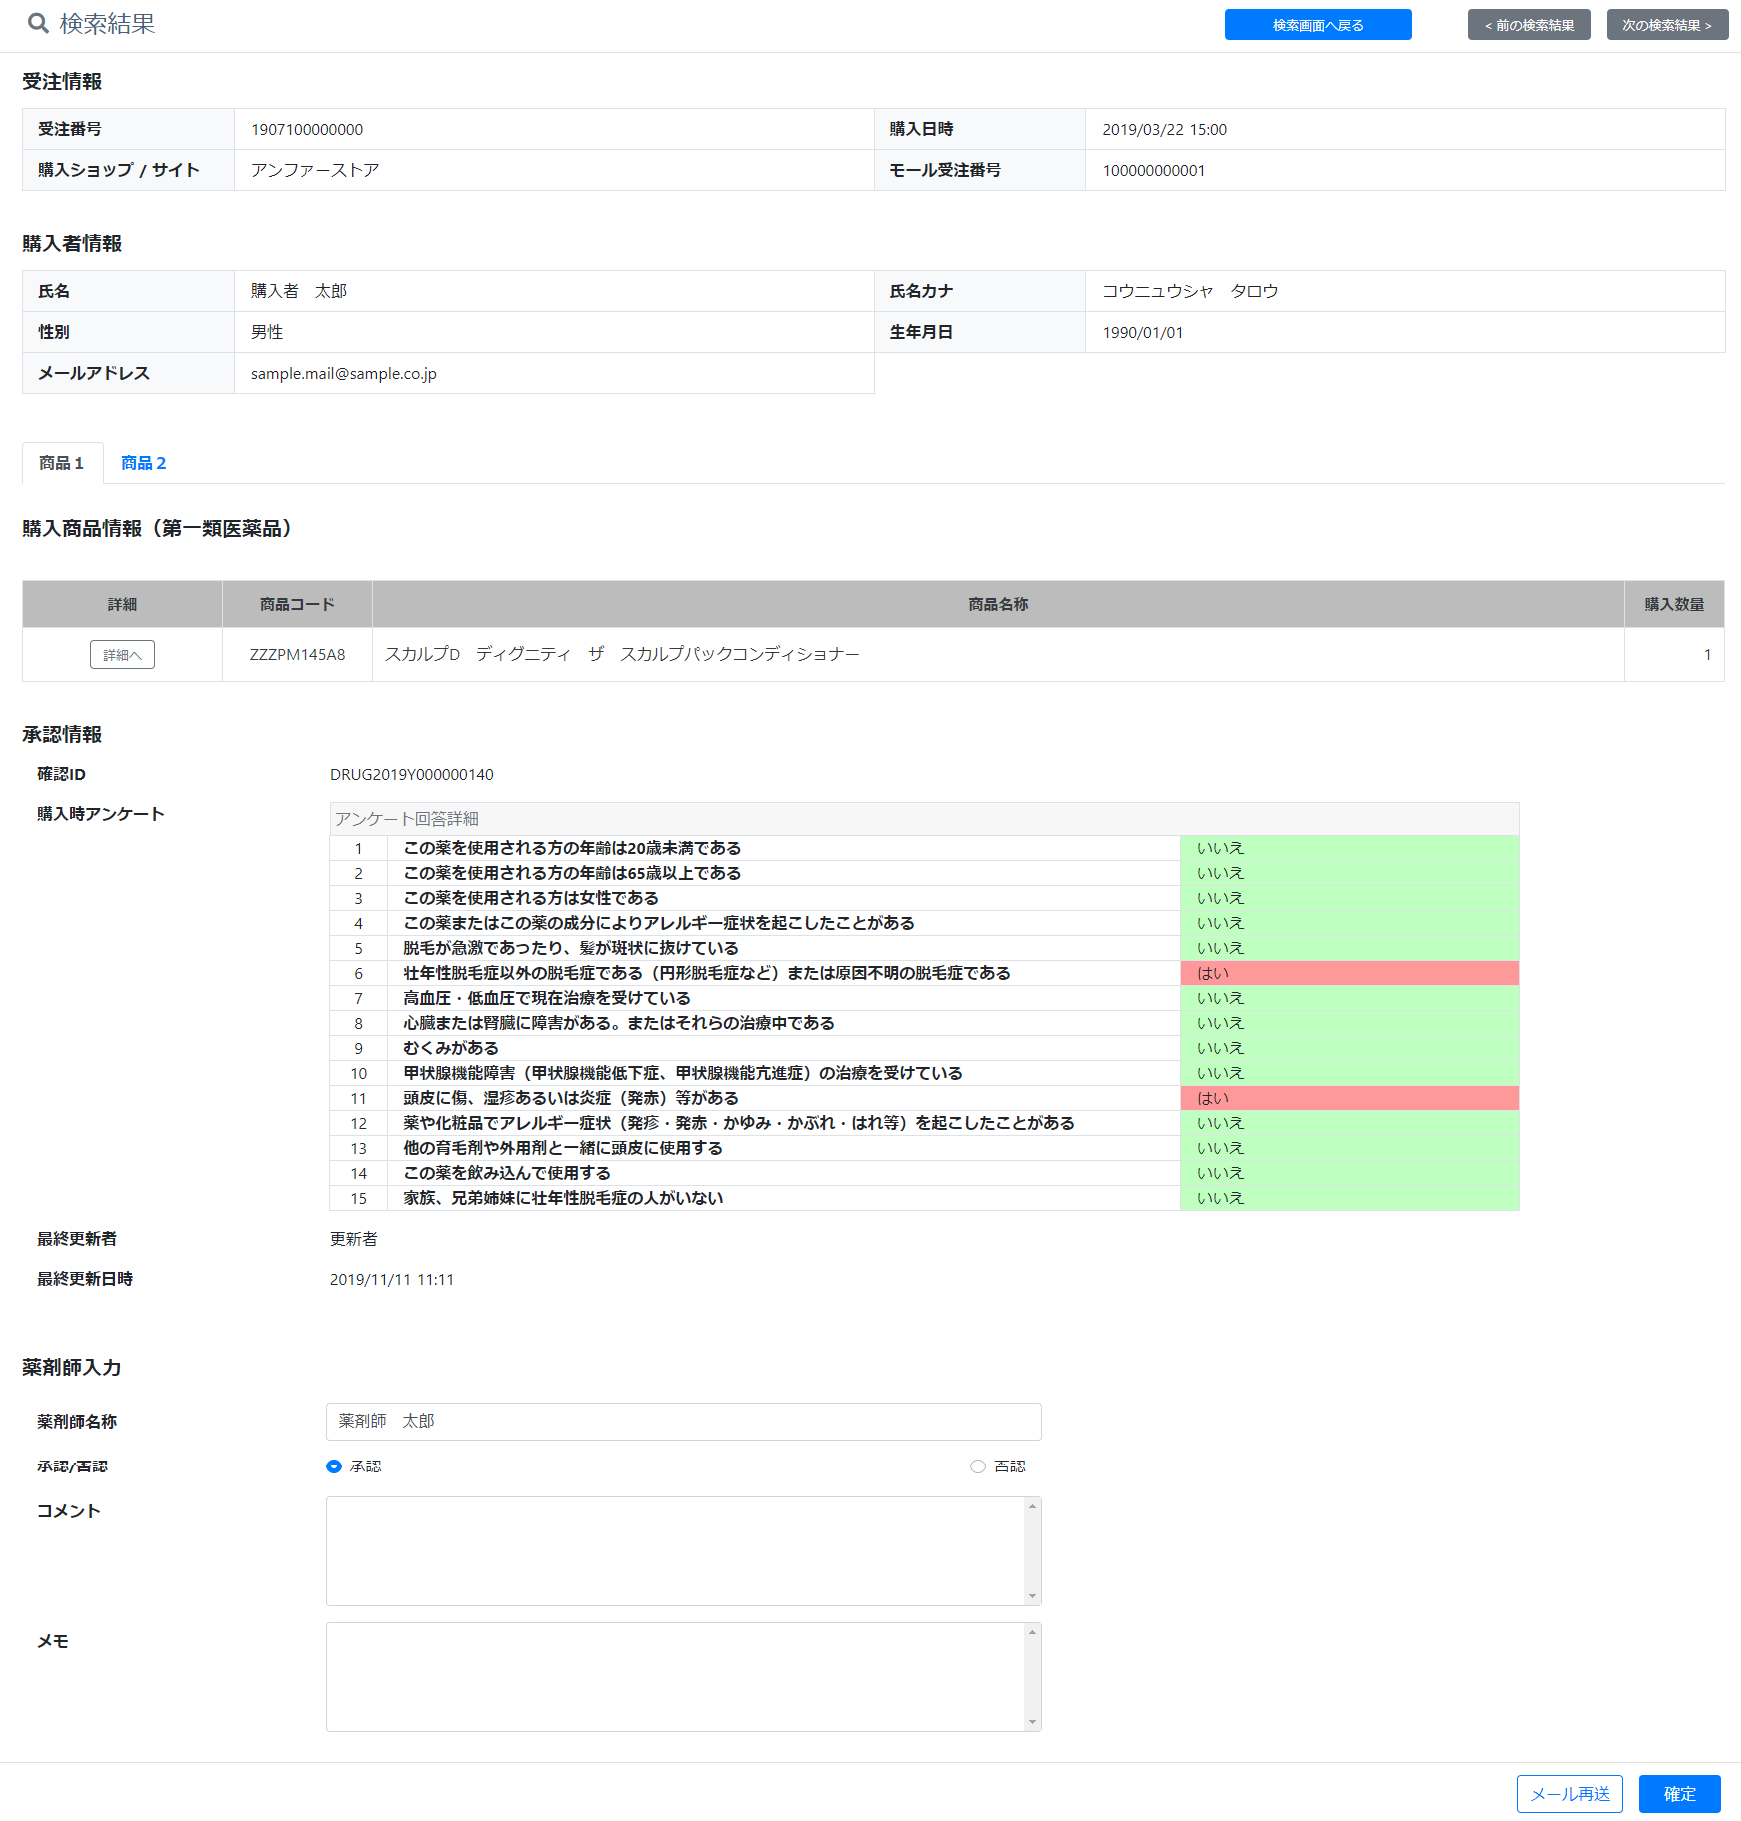 検索結果
検索画面へ戻る
< 前の検索結果
次の検索結果 >
受注情報
受注番号 1907100000000 購入日時 2019/03/22 15:00
購入ショップ / サイト アンファーストア モール受注番号 100000000001
購入者情報
氏名 購入者　太郎 氏名カナ コウニュウシャ　タロウ
性別 男性 生年月日 1990/01/01
メールアドレス sample.mail@sample.co.jp
商品１ 商品２
購入商品情報（第一類医薬品）
詳細 商品コード 商品名称 購入数量
詳細へ ZZZPM145A8 スカルプD　ディグニティ　ザ　スカルプパックコンディショナー 1
承認情報
確認ID DRUG2019Y000000140
購入時アンケート
アンケート回答詳細
1 この薬を使用される方の年齢は20歳未満である いいえ
2 この薬を使用される方の年齢は65歳以上である いいえ
3 この薬を使用される方は女性である いいえ
4 この薬またはこの薬の成分によりアレルギー症状を起こしたことがある いいえ
5 脱毛が急激であったり、髪が斑状に抜けている いいえ
6 壮年性脱毛症以外の脱毛症である（円形脱毛症など）または原因不明の脱毛症である はい
7 高血圧・低血圧で現在治療を受けている いいえ
8 心臓または腎臓に障害がある。またはそれらの治療中である いいえ
9 むくみがある いいえ
10 甲状腺機能障害（甲状腺機能低下症、甲状腺機能亢進症）の治療を受けている いいえ
11 頭皮に傷、湿疹あるいは炎症（発赤）等がある はい
12 薬や化粧品でアレルギー症状（発疹・発赤・かゆみ・かぶれ・はれ等）を起こしたことがある いいえ
13 他の育毛剤や外用剤と一緒に頭皮に使用する いいえ
14 この薬を飲み込んで使用する いいえ
15 家族、兄弟姉妹に壮年性脱毛症の人がいない いいえ
最終更新者 更新者
最終更新日時 2019/11/11 11:11
薬剤師入力
薬剤師名称 薬剤師　太郎
承認/否認 承認 否認
コメント
メモ
メール再送 確定